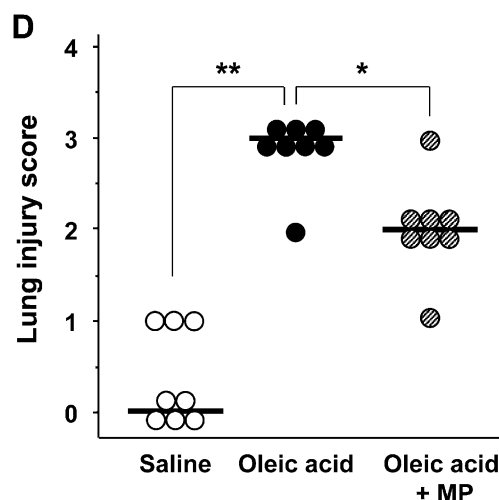 D
4
** *
3
Lung injury score
2
1
0
Saline Oleic acid Oleic acid
+ MP